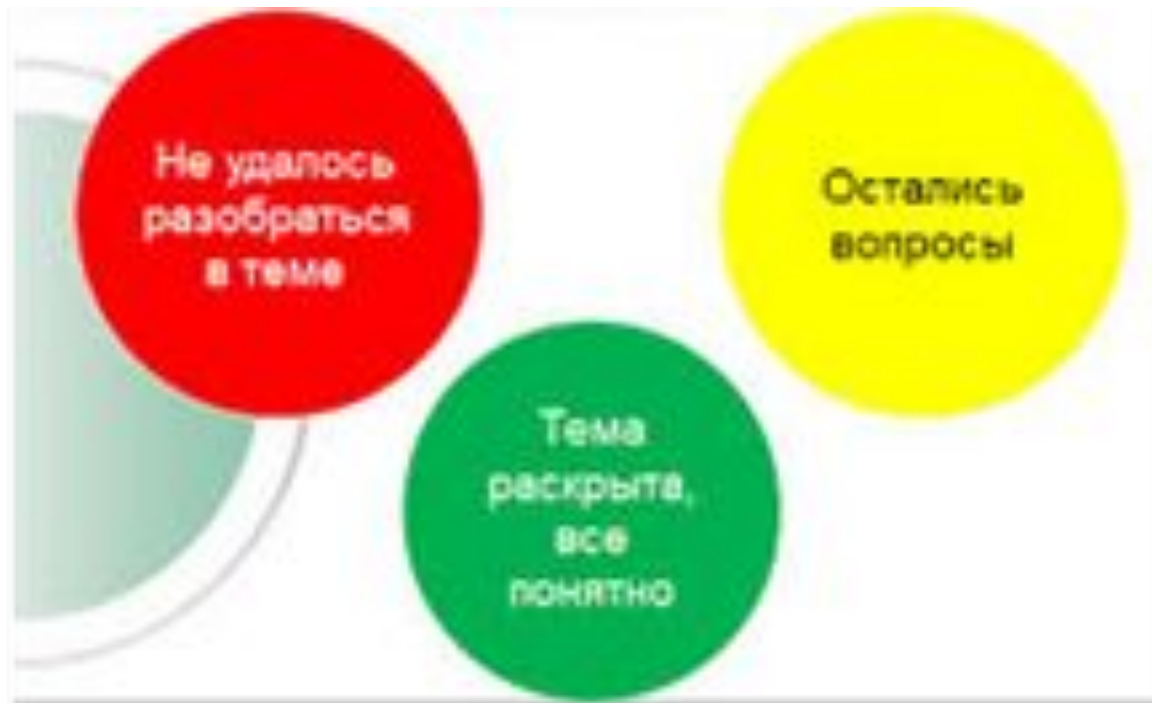 Не удалось
разобраться
в теме
Остались
вопросы
Тема
раскрыта,
все
понятно